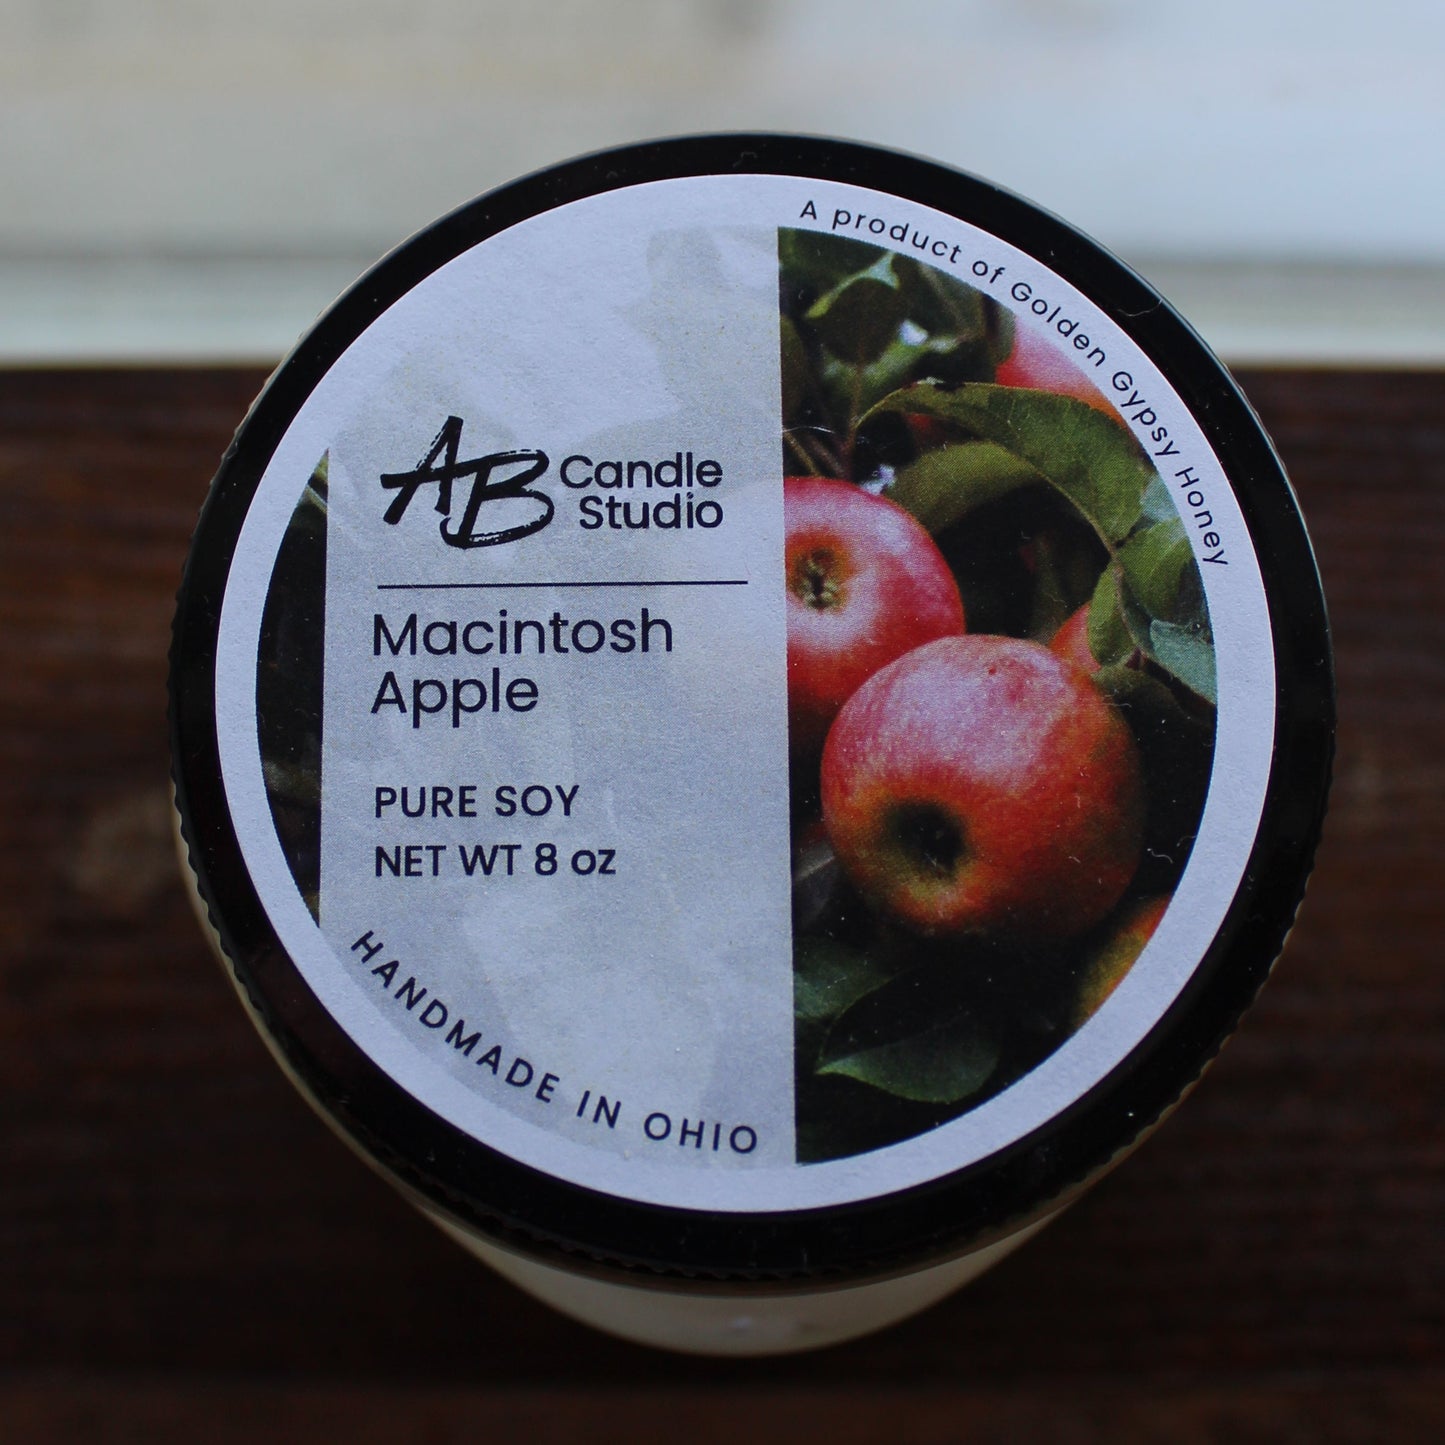 A product of Golden Gypsy Honey
AB Candle
Studio
Macintosh
Apple
PURE SOY
NET WT 8 oz
HANDMADE IN OHIO